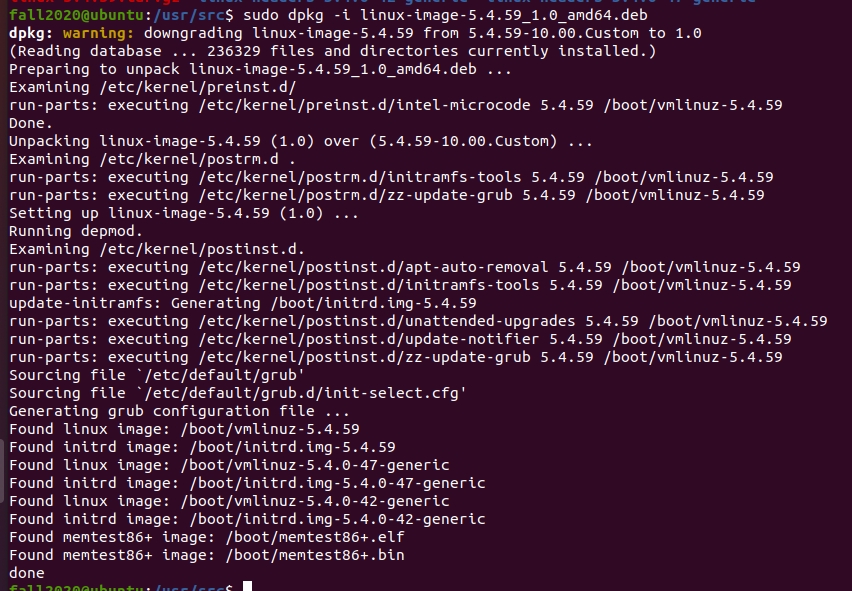 fall2020@ubuntu:/usr/src$ sudo dpkg -i linux-image-5.4.59_1.0_amd64.deb
dpkg: warning: downgrading linux-image-5.4.59 from 5.4.59-10.00.Custom to 1.0
(Reading database ... 236329 files and directories currently installed.)
Preparing to unpack linux-image-5.4.59_1.0_amd64.deb ...
Examining /etc/kernel/preinst.d/
run-parts: executing /etc/kernel/preinst.d/intel-microcode 5.4.59 /boot/vmlinuz-5.4.59
Done.
Unpacking linux-image-5.4.59 (1.0) over (5.4.59-10.00.Custom) ...
Examining /etc/kernel/postrm.d .
run-parts: executing /etc/kernel/postrm.d/initramfs-tools 5.4.59 /boot/vmlinuz-5.4.59
run-parts: executing /etc/kernel/postrm.d/zz-update-grub 5.4.59 /boot/vmlinuz-5.4.59
Setting up linux-image-5.4.59 (1.0) ...
Running depmod.
Examining /etc/kernel/postinst.d.
run-parts: executing /etc/kernel/postinst.d/apt-auto-removal 5.4.59 /boot/vmlinuz-5.4.59
run-parts: executing /etc/kernel/postinst.d/initramfs-tools 5.4.59 /boot/vmlinuz-5.4.59
update-initramfs: Generating /boot/initrd.img-5.4.59
run-parts: executing /etc/kernel/postinst.d/unattended-upgrades 5.4.59 /boot/vmlinuz-5.4.59
run-parts: executing /etc/kernel/postinst.d/update-notifier 5.4.59 /boot/vmlinuz-5.4.59
run-parts: executing /etc/kernel/postinst.d/zz-update-grub 5.4.59 /boot/vmlinuz-5.4.59
Sourcing file `/etc/default/grub'
Sourcing file `/etc/default/grub.d/init-select.cfg'
Generating grub configuration file ...
Found linux image: /boot/vmlinuz-5.4.59
Found initrd image: /boot/initrd.img-5.4.59
Found linux image: /boot/vmlinuz-5.4.0-47-generic
Found initrd image: /boot/initrd.img-5.4.0-47-generic
Found linux image: /boot/vmlinuz-5.4.0-42-generic
Found initrd image: /boot/initrd.img-5.4.0-42-generic
Found memtest86+ image: /boot/memtest86+.elf
Found memtest86+ image: /boot/memtest86+.bin
done
fall2020@ubuntu:/usr/src$